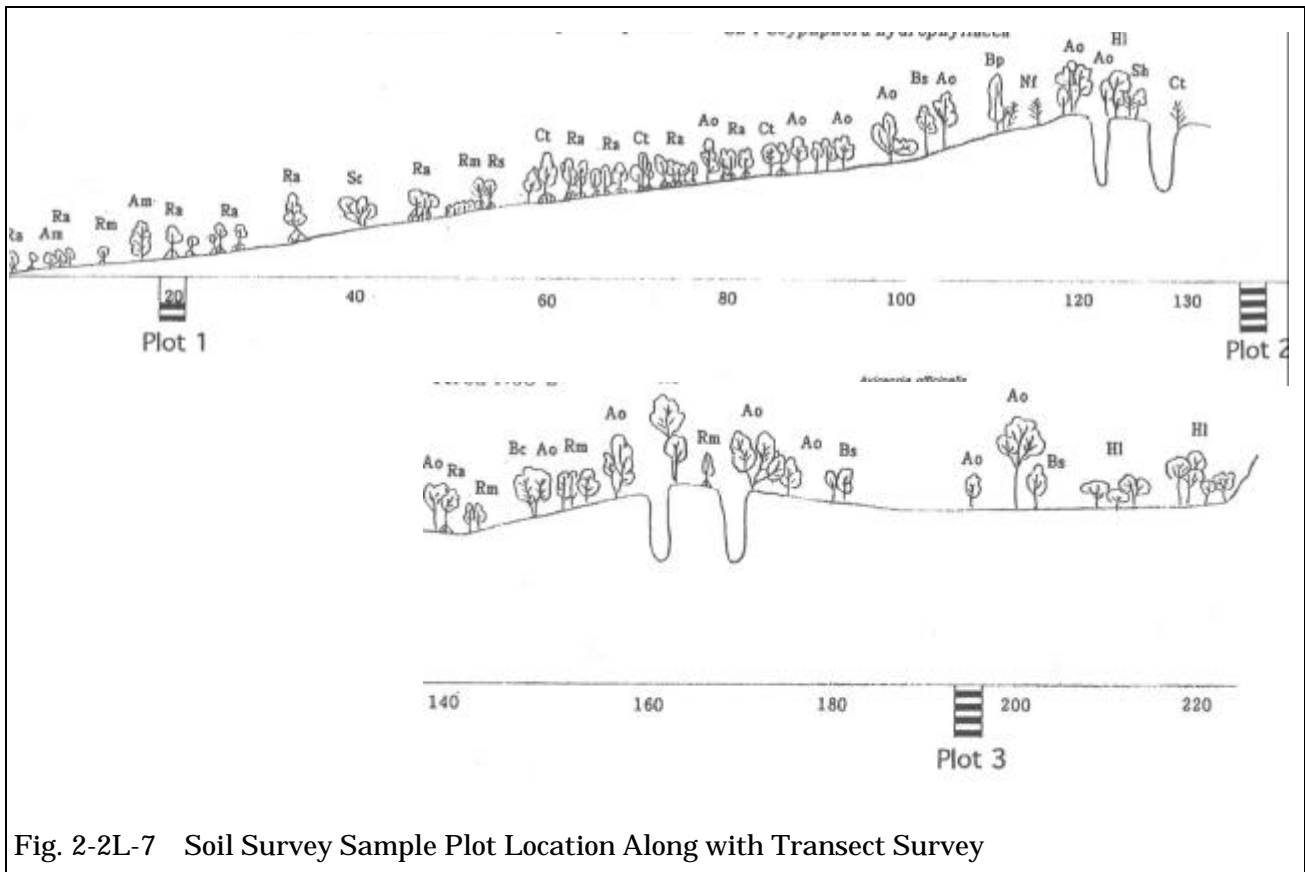 hydrophyllacea
Hl
Ao
Bp
Ao
Sh
Nf
Ct
Bs Ao
Ao
Ct Ra Ra Ct Ra Ao Ra Ct Ao Ao
Ra Sc Ra Rm Rs
Am Ra Ra
Ra Rm
Ra Am
20 40 60 80 100 120 130
Plot 1
Plot 2
Avicennia officinalis
Ao
Ao Ao
Rm
Bc Ao Rm Ao Bs
Ao Ra Rm
Ao Bs Hl Hl
140 160 180 200 220
Plot 3
Fig. 2-2L-7 Soil Survey Sample Plot Location Along with Transect Survey